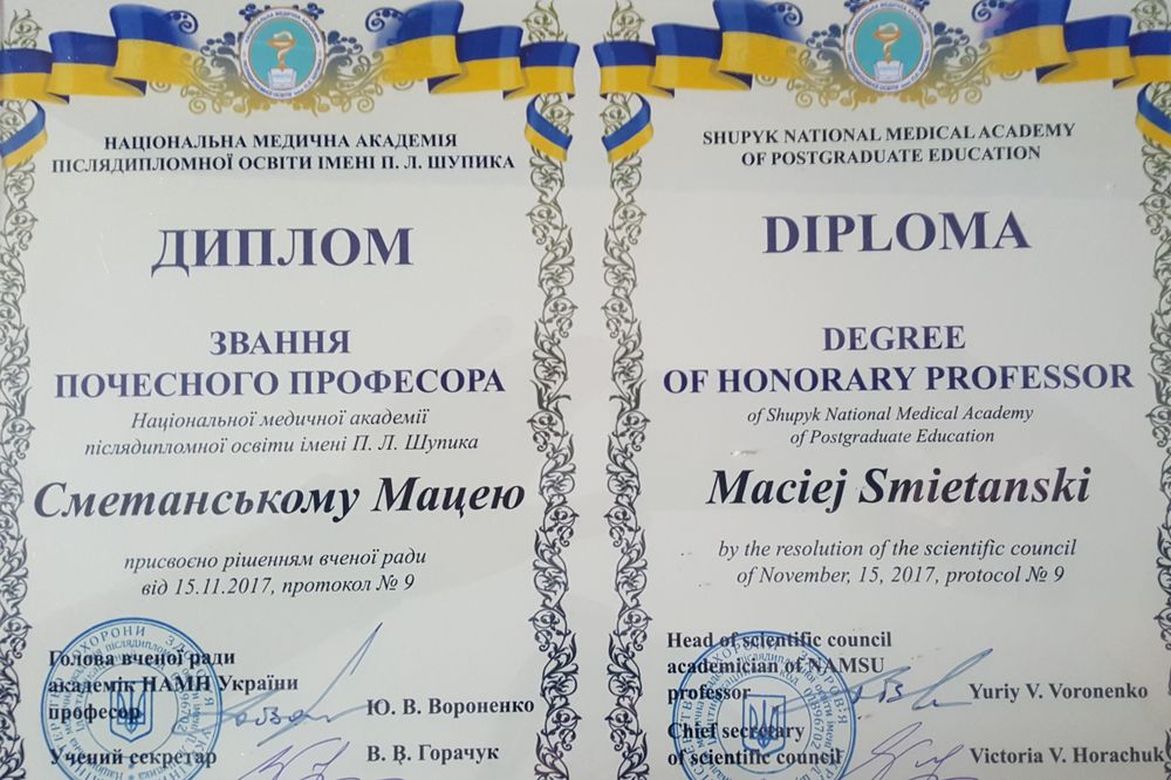 НАЦІОНАЛЬНА МЕДИЧНА АКАДЕМІЯ
ПІСЛЯДИПЛОМНОЇ ОСВІТИ ІМЕНІ П. Л. ШУПИКА
ДИПЛОМ
ЗВАННЯ
ПОЧЕСНОГО ПРОФЕСОРА
Національної медичної академії
післядипломної освіти імені П. Л. Шупика
Сметанському Мацею
присвоєно рішенням вченої ради
від 15.11.2017, протокол № 9
Голова вченої ради
академік НАМН України
професор
Ю. В. Вороненко
Учений секретар
В. В. Горачук
SHUPYK NATIONAL MEDICAL ACADEMY
OF POSTGRADUATE EDUCATION
DIPLOMA
DEGREE
OF HONORARY PROFESSOR
of Shupyk National Medical Academy
of Postgraduate Education
Maciej Smietanski
by the resolution of the scientific council
of November, 15, 2017, protocol № 9
Head of scientific council
academician of NAMSU
professor
Yuriy V. Voronenko
Chief secretary
of scientific council
Victoria V. Horachuk